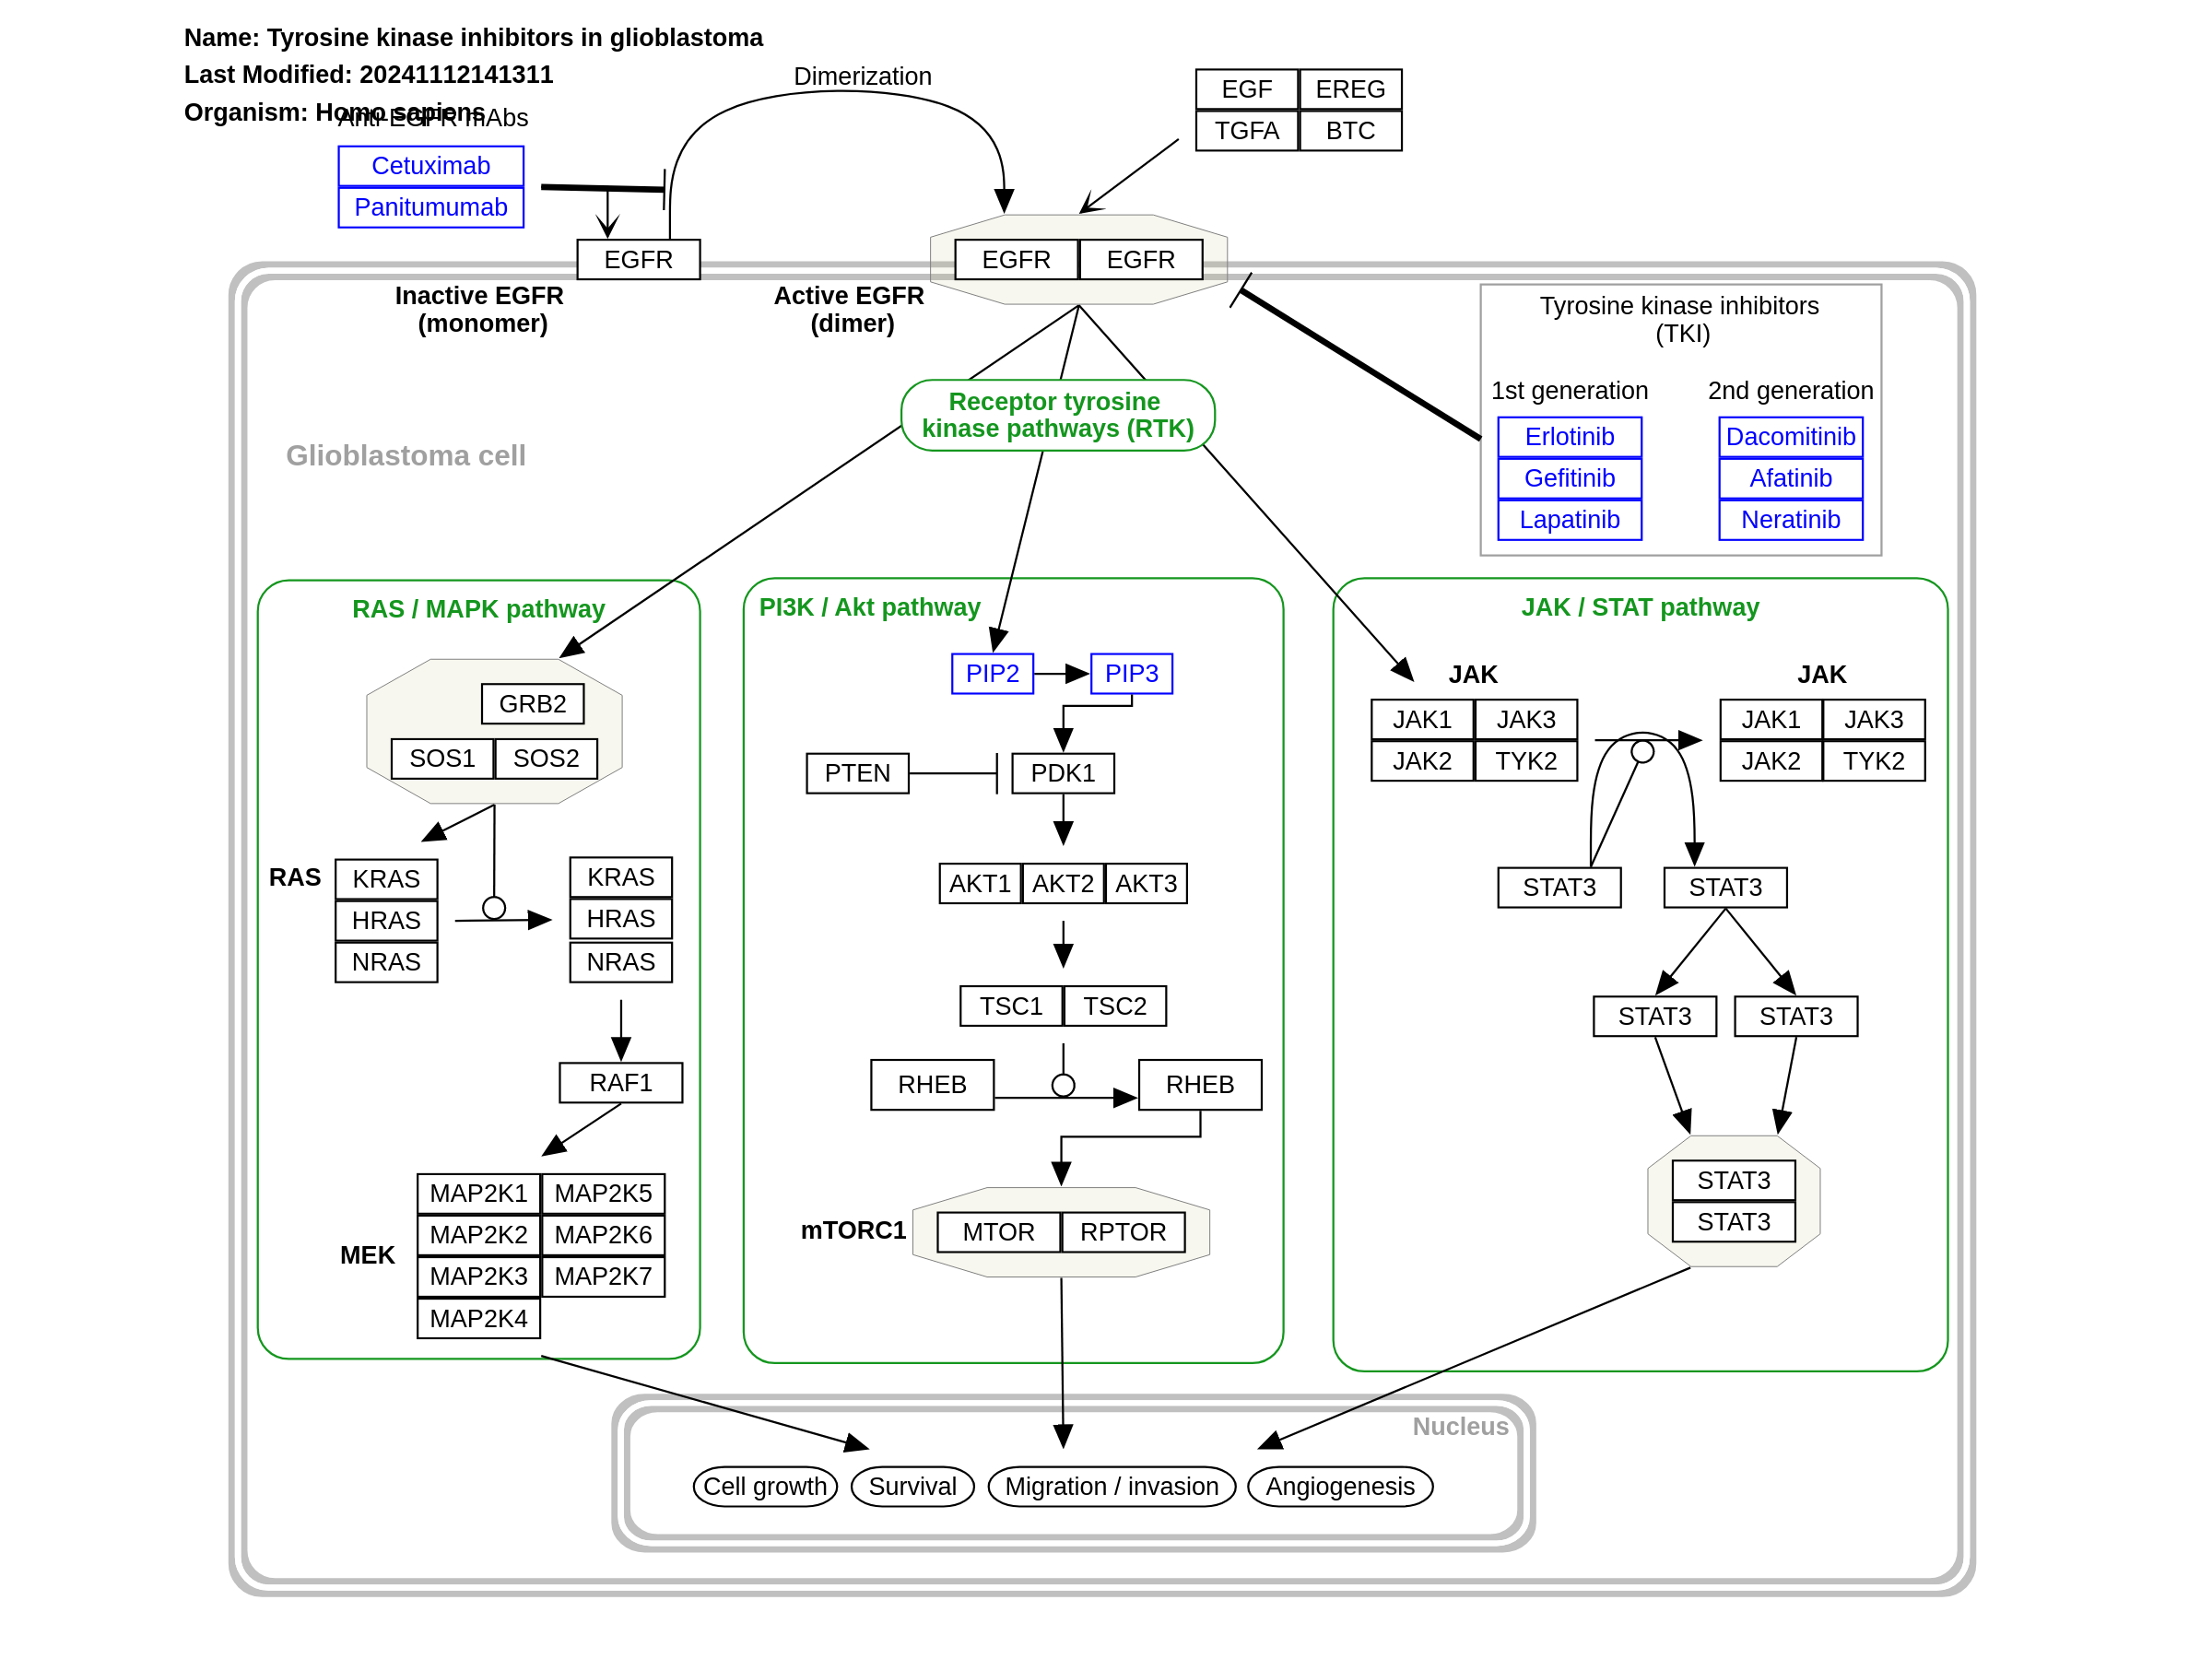 Name: Tyrosine kinase inhibitors in glioblastoma
Last Modified: 20241112141311
Organism: Homo sapiens
Anti-EGFR mAbs
Cetuximab
Panitumumab
Dimerization
EGF EREG
TGFA BTC
EGFR
EGFR EGFR
Inactive EGFR
(monomer)
Active EGFR
(dimer)
Tyrosine kinase inhibitors
(TKI)
1st generation 2nd generation
Erlotinib Dacomitinib
Gefitinib Afatinib
Lapatinib Neratinib
Receptor tyrosine
kinase pathways (RTK)
Glioblastoma cell
RAS / MAPK pathway
GRB2
SOS1 SOS2
RAS
KRAS KRAS
HRAS HRAS
NRAS NRAS
RAF1
MEK
MAP2K1 MAP2K5
MAP2K2 MAP2K6
MAP2K3 MAP2K7
MAP2K4
PI3K / Akt pathway
PIP2 PIP3
PTEN PDK1
AKT1 AKT2 AKT3
TSC1 TSC2
RHEB RHEB
mTORC1
MTOR RPTOR
JAK / STAT pathway
JAK JAK
JAK1 JAK3 JAK1 JAK3
JAK2 TYK2 JAK2 TYK2
STAT3 STAT3
STAT3 STAT3
STAT3
STAT3
Nucleus
Cell growth Survival Migration / invasion Angiogenesis